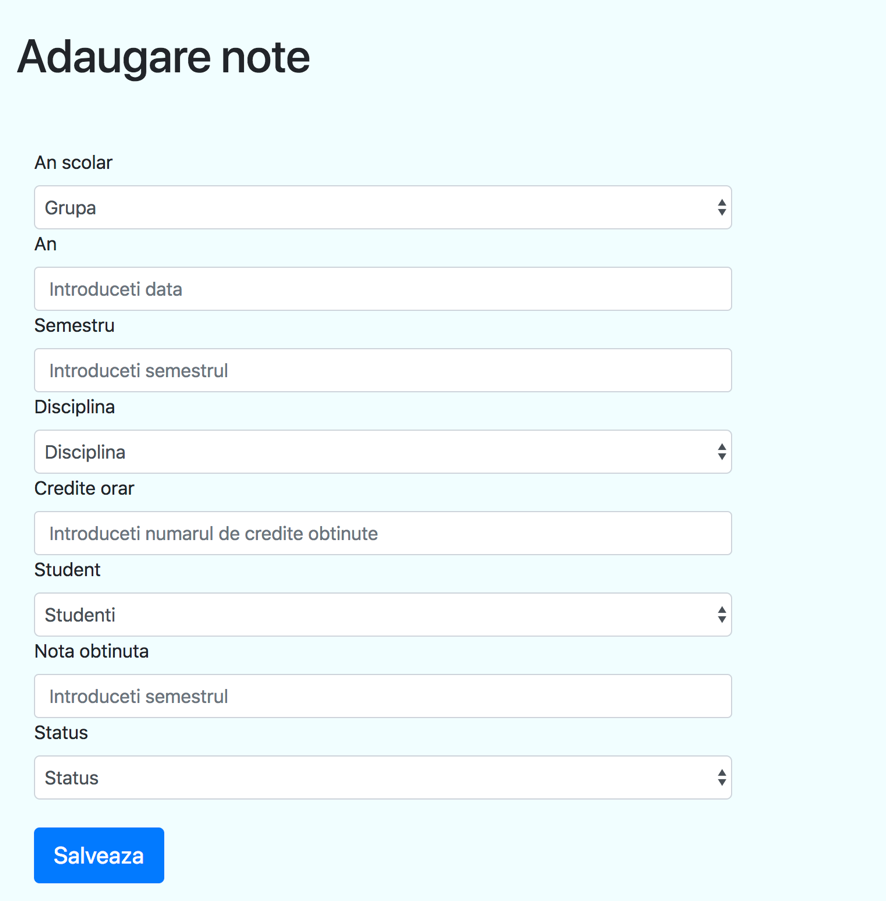 Adaugare note
An scolar
Grupa
An
Introduceti data
Semestru
Introduceti semestrul
Disciplina
Disciplina
Credite orar
Introduceti numarul de credite obtinute
Student
Studenti
Nota obtinuta
Introduceti semestrul
Status
Status
Salveaza